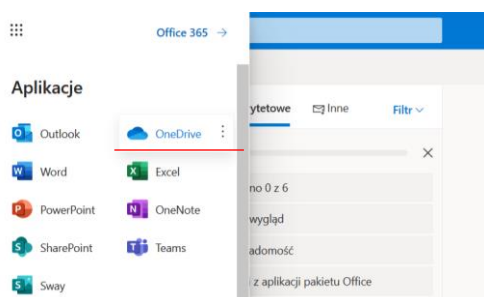 Office 365 →
Aplikacje
ytetowe Inne Filtr
Outlook OneDrive
Word Excel
no 0 z 6
PowerPoint OneNote
wygląd
SharePoint Teams
adomość
Sway
z aplikacji pakietu Office